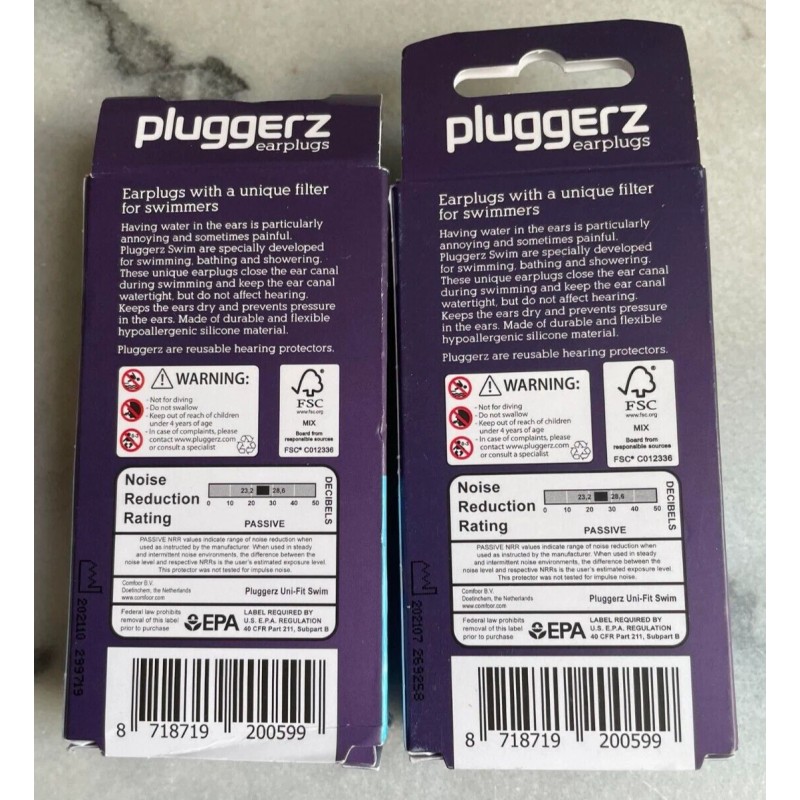 pluggerz
earplugs
Earplugs with a unique filter
for swimmers
Having water in the ears is particularly
annoying and sometimes painful.
Pluggerz Swim are specially developed
for swimming, bathing and showering.
These unique earplugs close the ear canal
during swimming and keep the ear canal
watertight, but do not affect hearing.
Keeps the ears dry and prevents pressure
in the ears. Made of durable and flexible
hypoallergenic silicone material.
Pluggerz are reusable hearing protectors.
WARNING:
- Not for diving
- Do not swallow
- Keep out of reach of children
under 4 years of age
- In case of complaints, please
contact www.pluggerz.com
or consult a specialist
FSC
www.fsc.org
MIX
Board from
responsible sources
FSC® C012336
Noise
Reduction
Rating
23,2 28,6
0 10 20 30 40 50
DECIBELS
PASSIVE
PASSIVE NRR values indicate range of noise reduction when
used as instructed by the manufacturer. When used in steady
and intermittent noise environments, the difference between the
noise level and respective NRRs is the user's estimated exposure level.
This protector was not tested for impulse noise.
Comfoor B.V.
Doetinchem, the Netherlands
www.comfoor.com
Pluggerz Uni-Fit Swim
Federal law prohibits
removal of this label
prior to purchase
EPA
LABEL REQUIRED BY
U.S. E.P.A. REGULATION
40 CFR Part 211, Subpart B
202110 299719
8 718719 200599
pluggerz
earplugs
Earplugs with a unique filter
for swimmers
Having water in the ears is particularly
annoying and sometimes painful.
Pluggerz Swim are specially developed
for swimming, bathing and showering.
These unique earplugs close the ear canal
during swimming and keep the ear canal
watertight, but do not affect hearing.
Keeps the ears dry and prevents pressure
in the ears. Made of durable and flexible
hypoallergenic silicone material.
Pluggerz are reusable hearing protectors.
WARNING:
- Not for diving
- Do not swallow
- Keep out of reach of children
under 4 years of age
- In case of complaints, please
contact www.pluggerz.com
or consult a specialist
FSC
www.fsc.org
MIX
Board from
responsible sources
FSC® C012336
Noise
Reduction
Rating
23,2 28,6
0 10 20 30 40 50
DECIBELS
PASSIVE
PASSIVE NRR values indicate range of noise reduction when
used as instructed by the manufacturer. When used in steady
and intermittent noise environments, the difference between the
noise level and respective NRRs is the user's estimated exposure level.
This protector was not tested for impulse noise.
Comfoor B.V.
Doetinchem, the Netherlands
www.comfoor.com
Pluggerz Uni-Fit Swim
Federal law prohibits
removal of this label
prior to purchase
EPA
LABEL REQUIRED BY
U.S. E.P.A. REGULATION
40 CFR Part 211, Subpart B
202107 269258
8 718719 200599